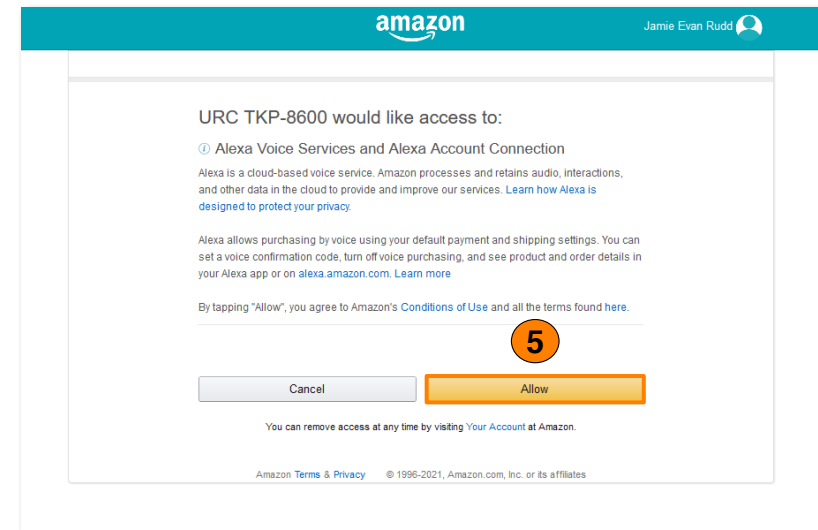 amazon
Jamie Evan Rudd
URC TKP-8600 would like access to:
Alexa Voice Services and Alexa Account Connection
Alexa is a cloud-based voice service. Amazon processes and retains audio, interactions,
and other data in the cloud to provide and improve our services. Learn how Alexa is
designed to protect your privacy.
Alexa allows purchasing by voice using your default payment and shipping settings. You can
set a voice confirmation code, turn off voice purchasing, and see product and order details in
your Alexa app or on alexa.amazon.com. Learn more
By tapping "Allow", you agree to Amazon's Conditions of Use and all the terms found here.
5
Cancel
Allow
You can remove access at any time by visiting Your Account at Amazon.
Amazon Terms & Privacy © 1996-2021, Amazon.com, Inc. or its affiliates